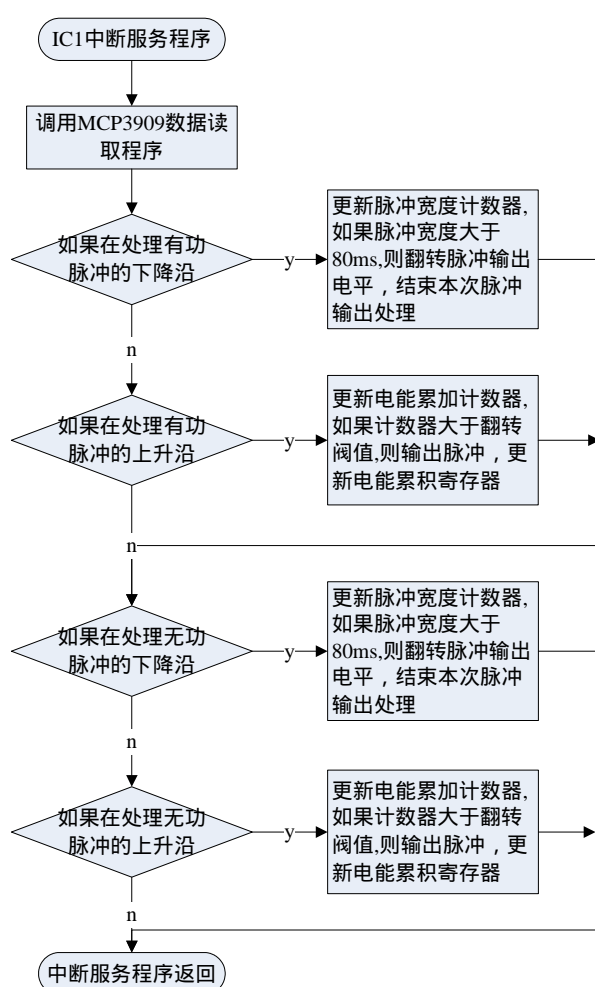 IC1中断服务程序
调用MCP3909数据读
取程序
如果在处理有功
脉冲的下降沿
y
更新脉冲宽度计数器,
如果脉冲宽度大于
80ms,则翻转脉冲输出
电平，结束本次脉冲
输出处理
n
如果在处理有功
脉冲的上升沿
y
更新电能累加计数器,
如果计数器大于翻转
阀值,则输出脉冲，更
新电能累积寄存器
n
如果在处理无功
脉冲的下降沿
y
更新脉冲宽度计数器,
如果脉冲宽度大于
80ms,则翻转脉冲输出
电平，结束本次脉冲
输出处理
n
如果在处理无功
脉冲的上升沿
y
更新电能累加计数器,
如果计数器大于翻转
阀值,则输出脉冲，更
新电能累积寄存器
n
中断服务程序返回